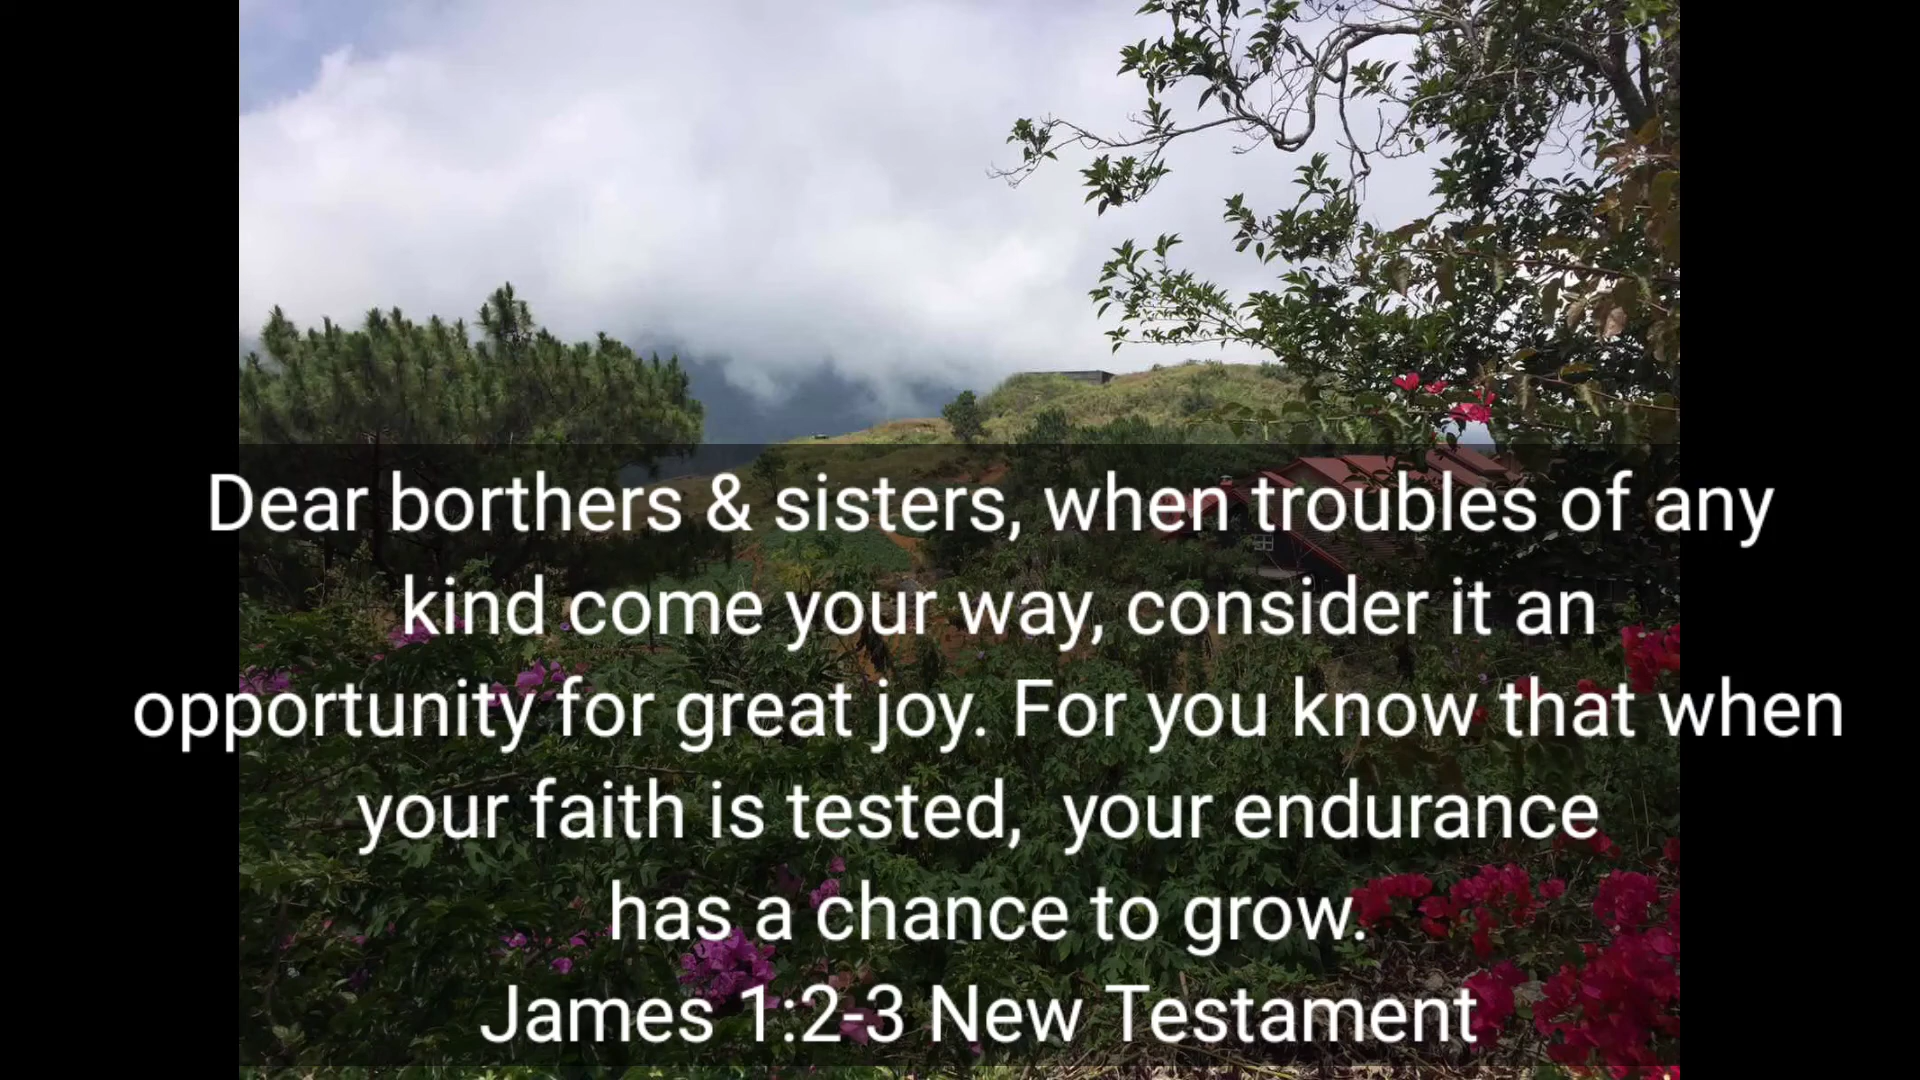 Dear borthers & sisters, when troubles of any
kind come your way, consider it an
opportunity for great joy. For you know that when
your faith is tested,  your endurance
has a chance to grow.
James 1:2-3 New Testament